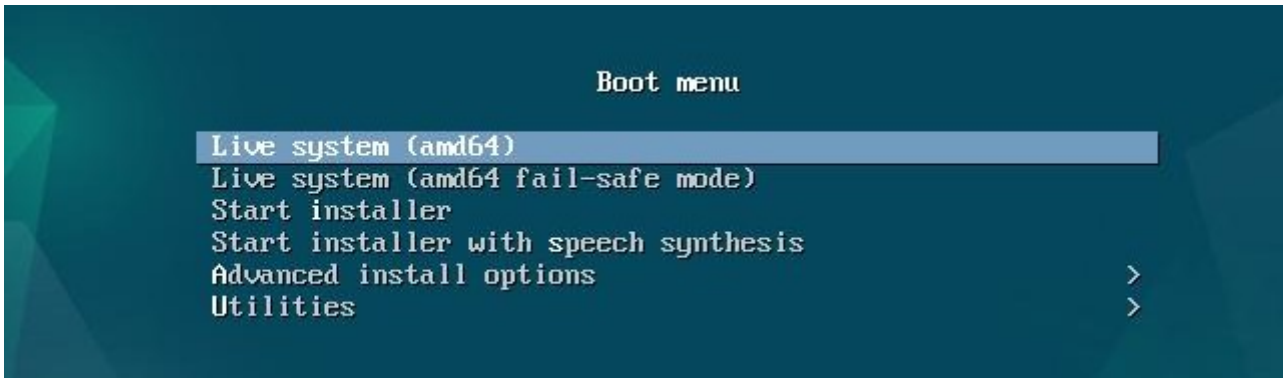 Boot menu
Live system (amd64)
Live system (amd64 fail-safe mode)
Start installer
Start installer with speech synthesis
Advanced install options >
Utilities >